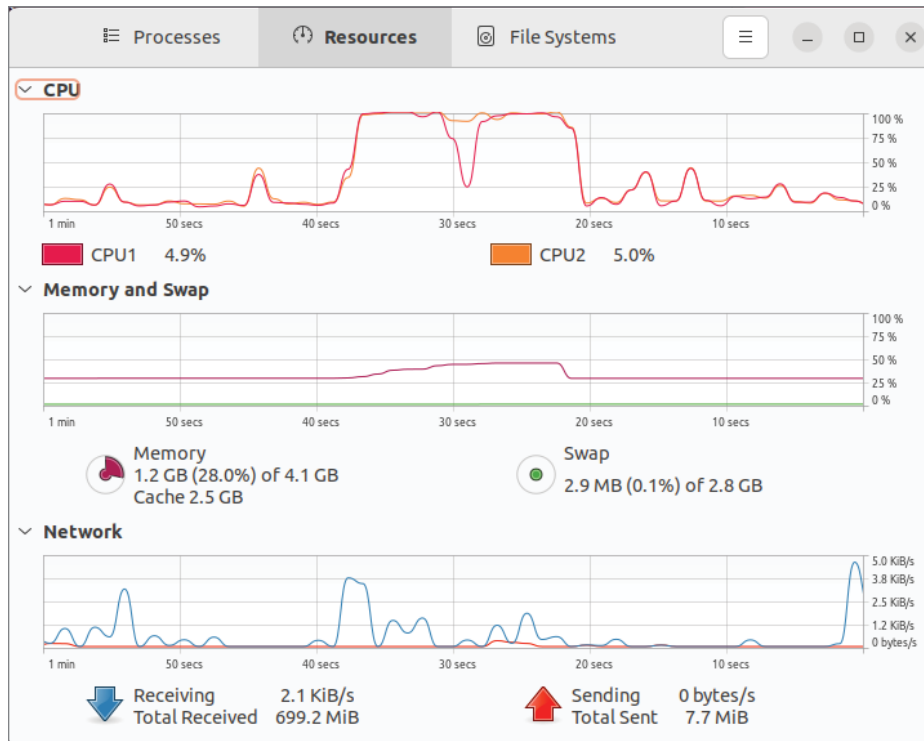 Processes Resources File Systems
CPU
100 %
75 %
50 %
25 %
0 %
1 min 50 secs 40 secs 30 secs 20 secs 10 secs
CPU1 4.9% CPU2 5.0%
Memory and Swap
100 %
75 %
50 %
25 %
0 %
1 min 50 secs 40 secs 30 secs 20 secs 10 secs
Memory
1.2 GB (28.0%) of 4.1 GB
Cache 2.5 GB
Swap
2.9 MB (0.1%) of 2.8 GB
Network
5.0 KiB/s
3.8 KiB/s
2.5 KiB/s
1.2 KiB/s
0 bytes/s
1 min 50 secs 40 secs 30 secs 20 secs 10 secs
Receiving 2.1 KiB/s
Total Received 699.2 MiB
Sending 0 bytes/s
Total Sent 7.7 MiB